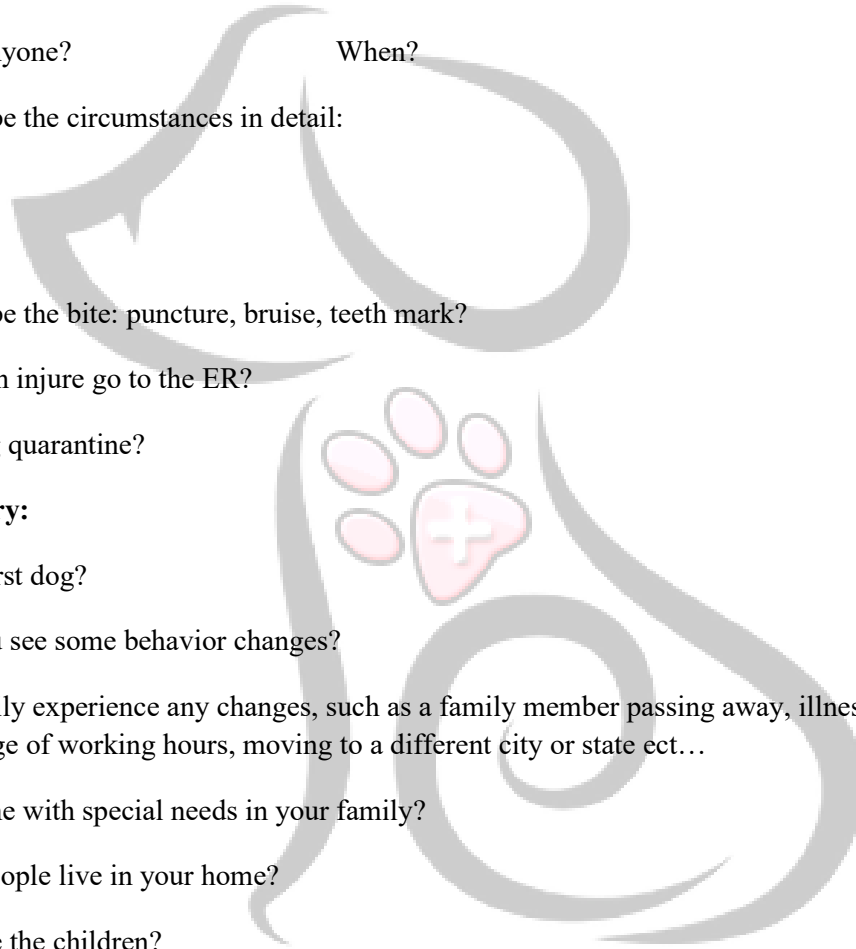 yone? When?
be the circumstances in detail:
be the bite: puncture, bruise, teeth mark?
n injure go to the ER?
quarantine?
ry:
rst dog?
see some behavior changes?
ly experience any changes, such as a family member passing away, illnes
ge of working hours, moving to a different city or state ect…
ne with special needs in your family?
ople live in your home?
e the children?